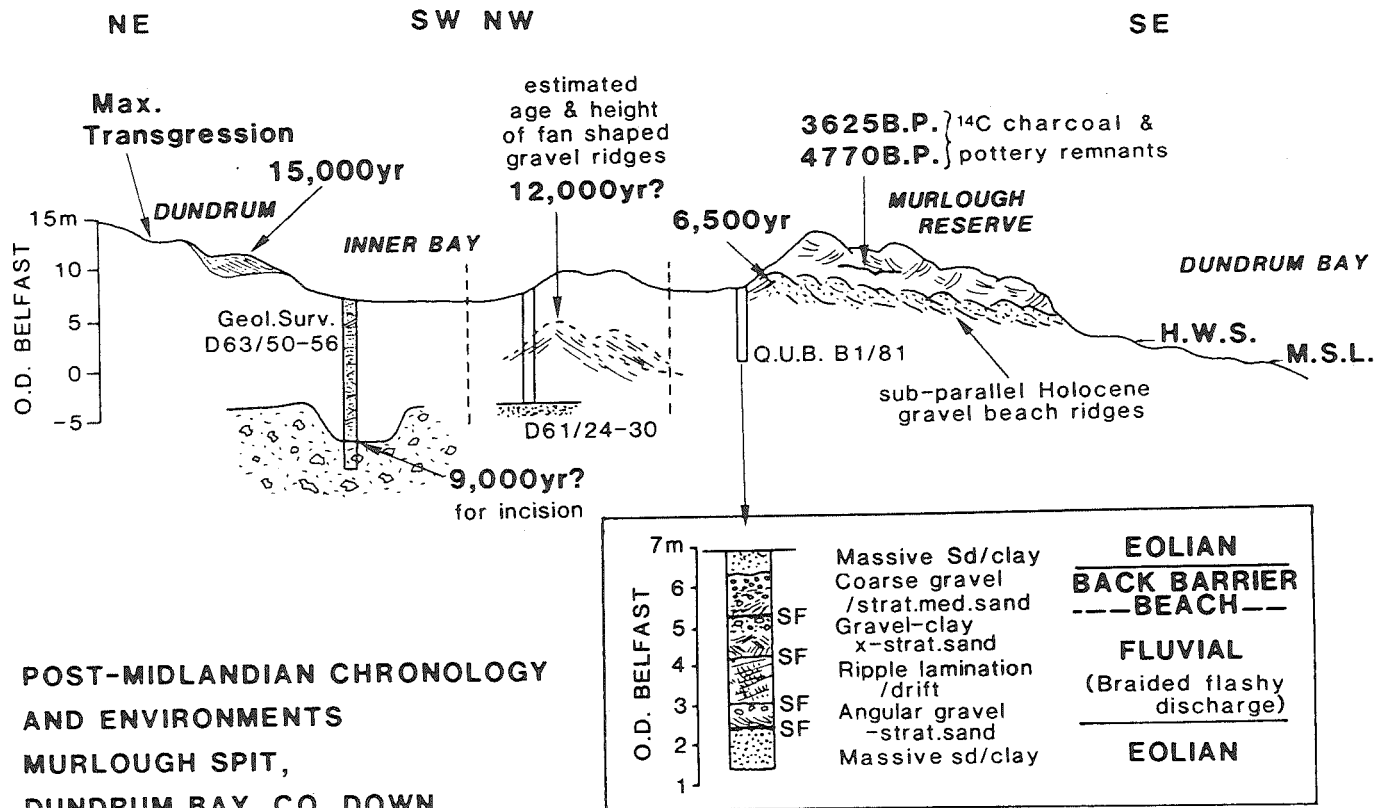 NE
SW NW
SE
Max.
Transgression
15,000yr
estimated
age & height
of fan shaped
gravel ridges
12,000yr?
3625B.P.
4770B.P.
¹⁴C charcoal &
pottery remnants
6,500yr
MURLOUGH
RESERVE
DUNDRUM
INNER BAY
DUNDRUM BAY
15m
10
5
0
-5
O.D. BELFAST
Geol.Surv.
D63/50-56
D61/24-30
Q.U.B. B1/81
H.W.S.
M.S.L.
sub-parallel Holocene
gravel beach ridges
9,000yr?
for incision
7m
6
5
4
3
2
1
O.D. BELFAST
SF
SF
SF
SF
Massive Sd/clay
Coarse gravel
/strat.med.sand
Gravel-clay
x-strat.sand
Ripple lamination
/drift
Angular gravel
-strat.sand
Massive sd/clay
EOLIAN
BACK BARRIER
BEACH
FLUVIAL
(Braided flashy
discharge)
EOLIAN
POST-MIDLANDIAN CHRONOLOGY
AND ENVIRONMENTS
MURLOUGH SPIT,
DUNDRUM BAY, CO. DOWN